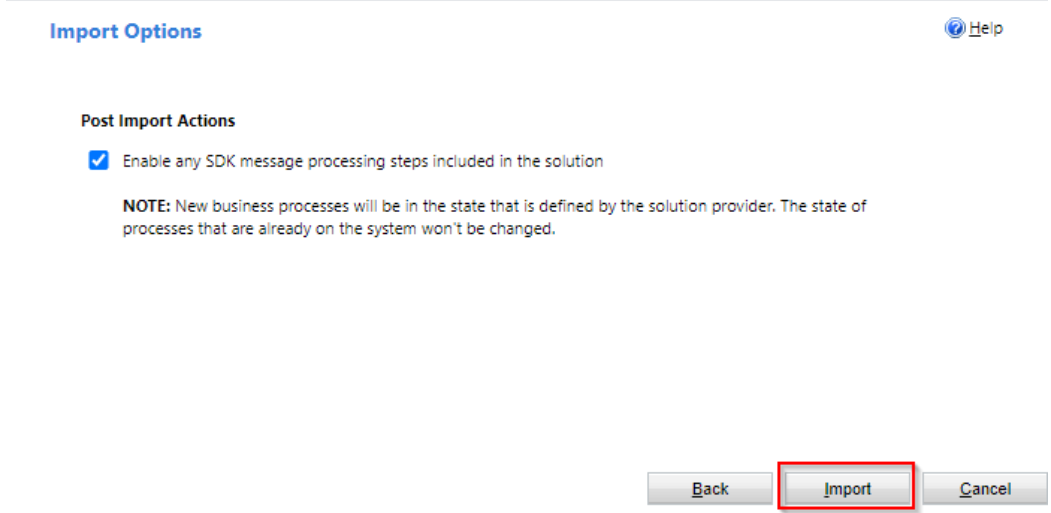 Import Options
Help
Post Import Actions
Enable any SDK message processing steps included in the solution
NOTE: New business processes will be in the state that is defined by the solution provider. The state of
processes that are already on the system won't be changed.
Back
Import
Cancel